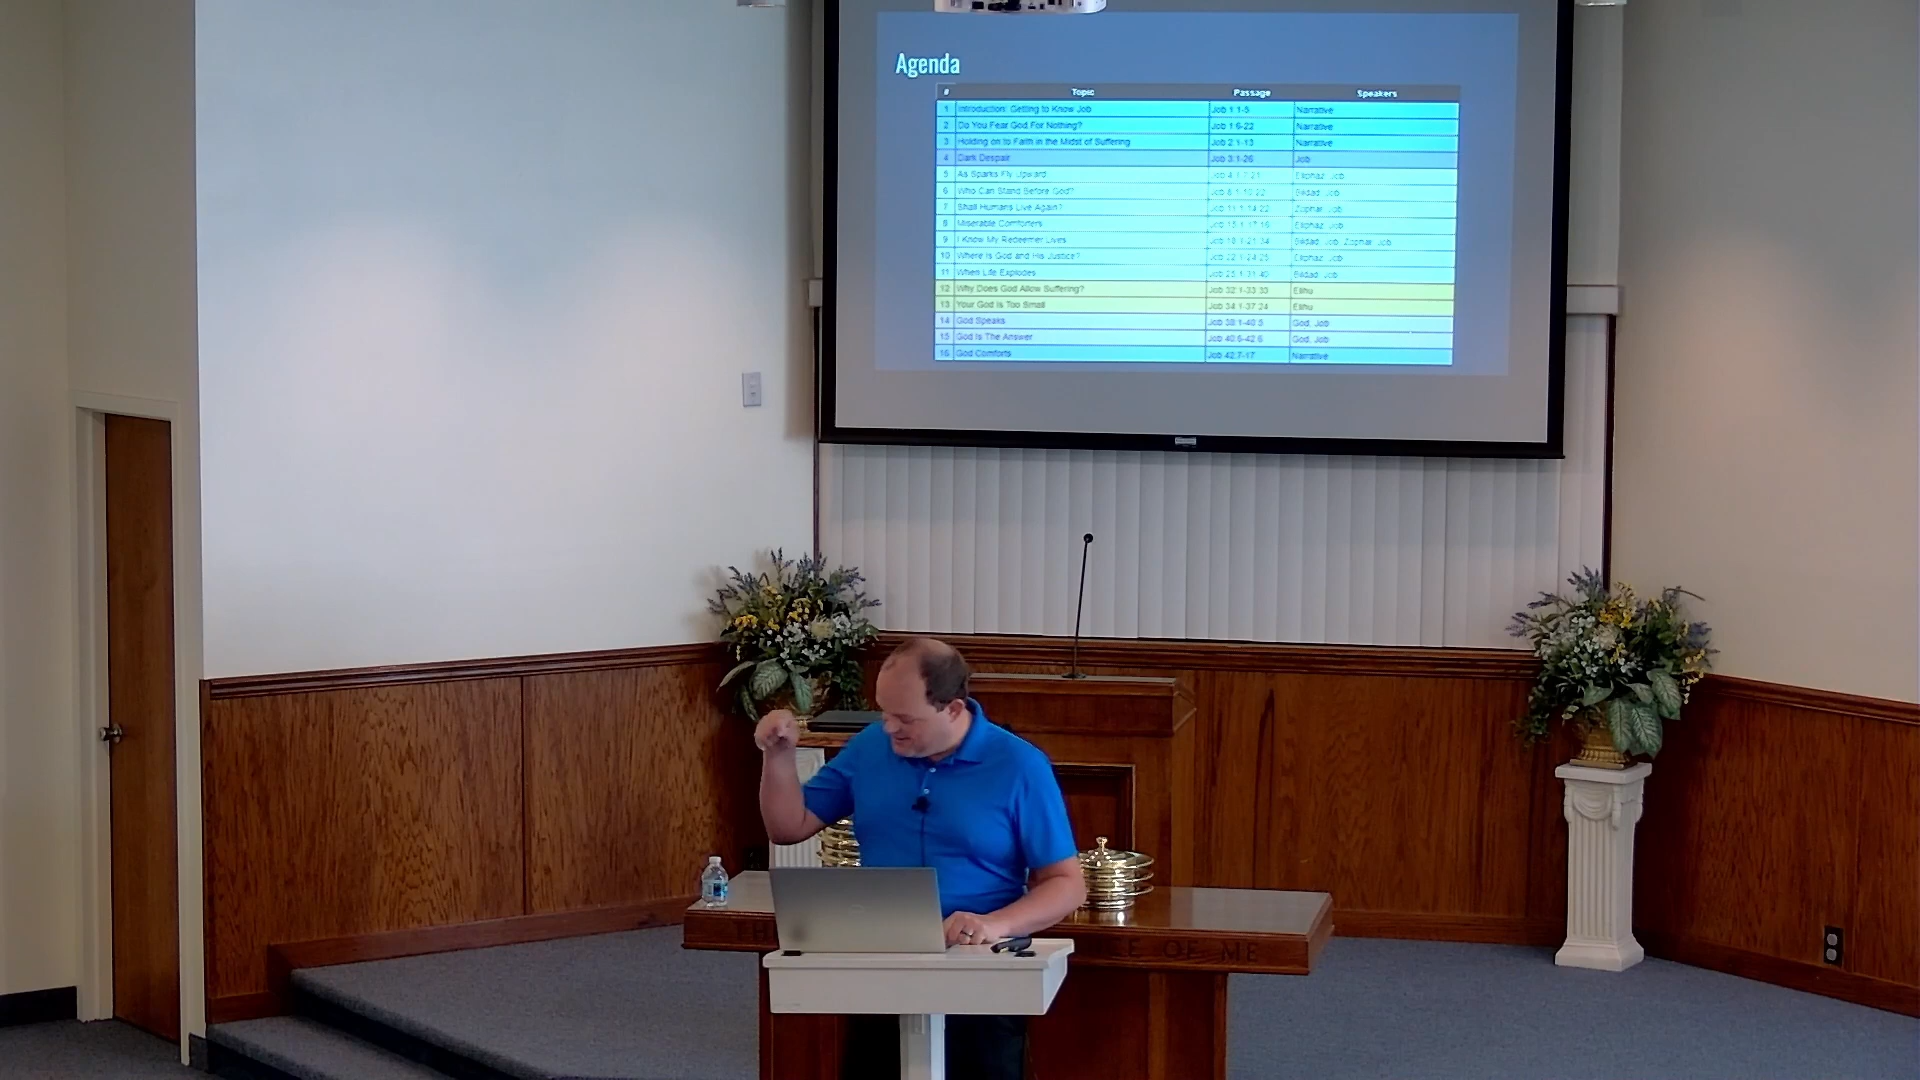 Agenda
# Topic Passage Speakers
1 Introduction: Getting to Know Job Job 1:1-5 Narrative
2 Do You Fear God For Nothing? Job 1:6-22 Narrative
3 Holding on to Faith in the Midst of Suffering Job 2:1-13 Narrative
4 Dark Despair Job 3:1-26 Job
5 As Sparks Fly Upward Eliphaz, Job
6 Who Can Stand Before God? Bildad, Job
7 Shall Humans Live Again? Zophar, Job
8 Miserable Comforters Eliphaz, Job
9 I Know My Redeemer Lives Bildad, Job, Zophar, Job
10 Where Is God and His Justice? Eliphaz, Job
11 When Life Explodes Bildad, Job
12 Why Does God Allow Suffering? Job 32:1-33:33 Elihu
13 Your God Is Too Small Job 34:1-37:24 Elihu
14 God Speaks Job 38:1-40:5 God, Job
15 God Is The Answer Job 40:6-42:6 God, Job
16 God Comforts Job 42:7-17 Narrative
OF ME